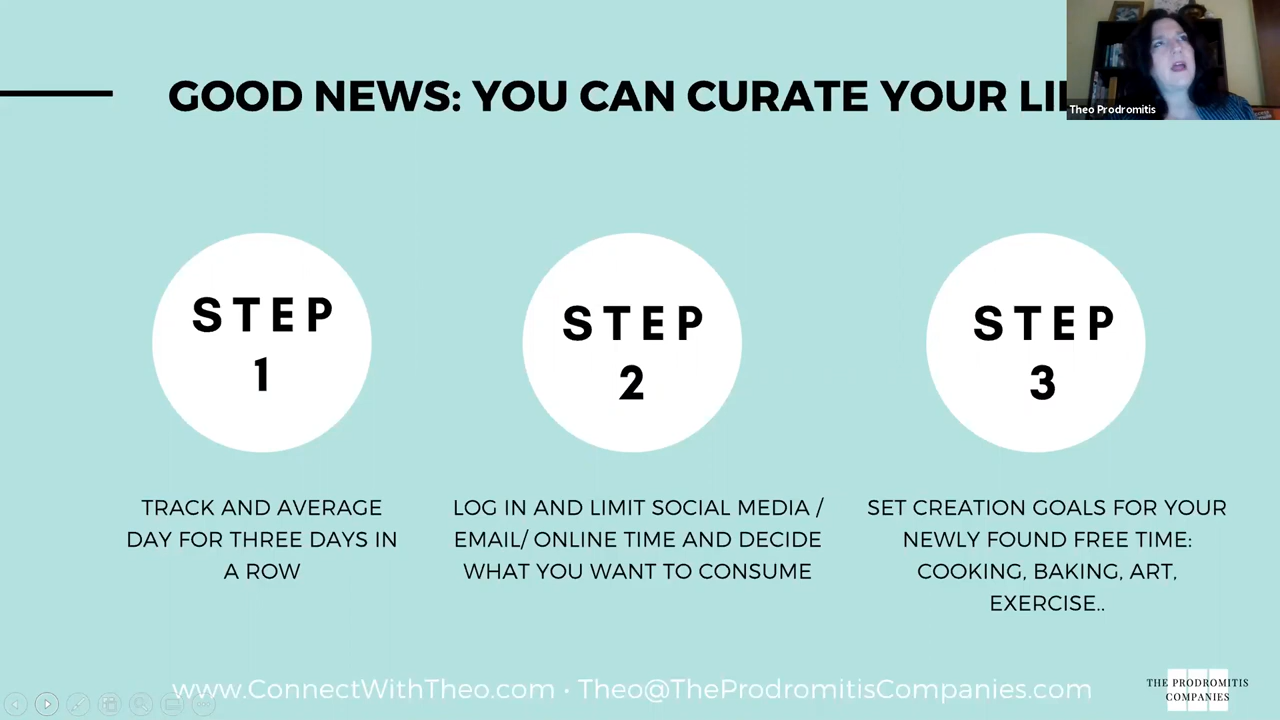 GOOD NEWS: YOU CAN CURATE YOUR
Theo Prodromitis
STEP
1
STEP
2
STEP
3
TRACK AND AVERAGE
DAY FOR THREE DAYS IN
A ROW
LOG IN AND LIMIT SOCIAL MEDIA /
EMAIL/ ONLINE TIME AND DECIDE
WHAT YOU WANT TO CONSUME
SET CREATION GOALS FOR YOUR
NEWLY FOUND FREE TIME:
COOKING, BAKING, ART,
EXERCISE..
www.ConnectWithTheo.com • Theo@TheProdromitisCompanies.com
THE PRODROMITIS
COMPANIES